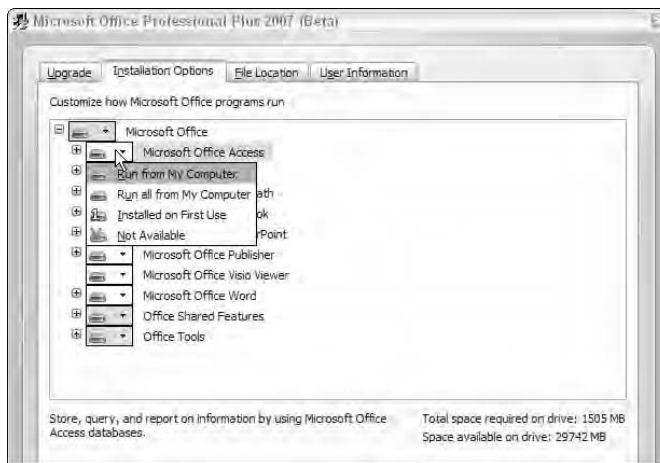 Microsoft Office Professional Plus 2007 (Beta)
Upgrade Installation Options File Location User Information
Customize how Microsoft Office programs run
Microsoft Office
Microsoft Office Access
Run from My Computer
Run all from My Computer ath
Installed on First Use ok
Not Available rPoint
Microsoft Office Publisher
Microsoft Office Visio Viewer
Microsoft Office Word
Office Shared Features
Office Tools
Store, query, and report on information by using Microsoft Office Total space required on drive: 1505 MB
Access databases. Space available on drive: 29742 MB